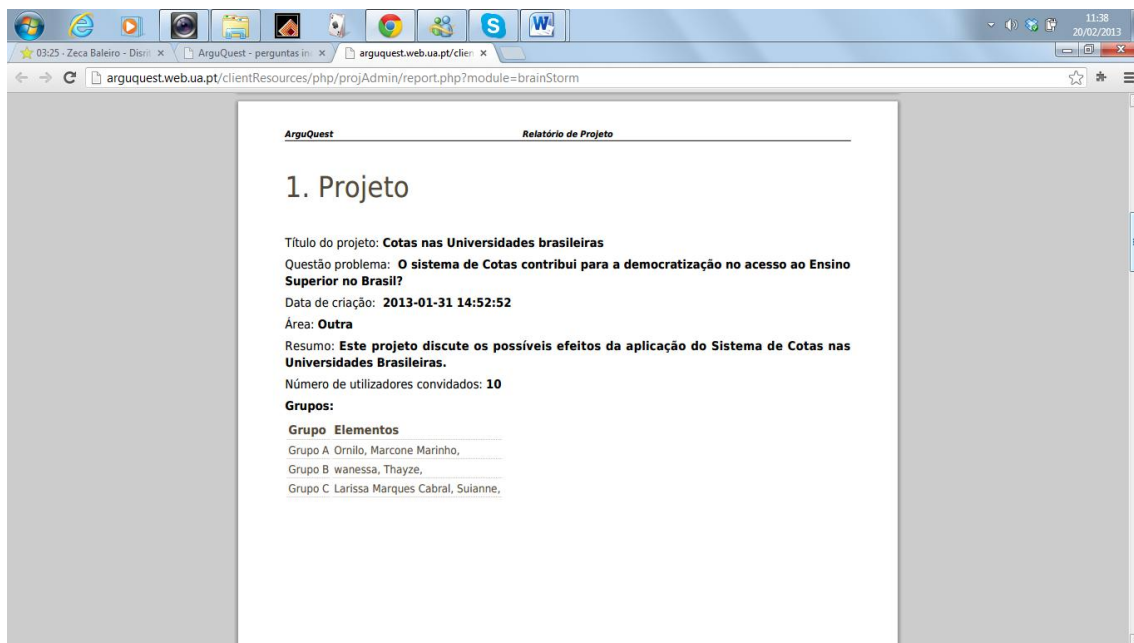 11:38
20/02/2013
03:25 - Zeca Baleiro - Disri
ArguQuest - perguntas in
arguquest.web.ua.pt/clien
arguquest.web.ua.pt/clientResources/php/projAdmin/report.php?module=brainStorm
ArguQuest Relatório de Projeto
1. Projeto
Título do projeto: Cotas nas Universidades brasileiras
Questão problema: O sistema de Cotas contribui para a democratização no acesso ao Ensino
Superior no Brasil?
Data de criação: 2013-01-31 14:52:52
Área: Outra
Resumo: Este projeto discute os possíveis efeitos da aplicação do Sistema de Cotas nas
Universidades Brasileiras.
Número de utilizadores convidados: 10
Grupos:
Grupo Elementos
Grupo A Ornilo, Marcone Marinho,
Grupo B wanessa, Thayze,
Grupo C Larissa Marques Cabral, Suianne,